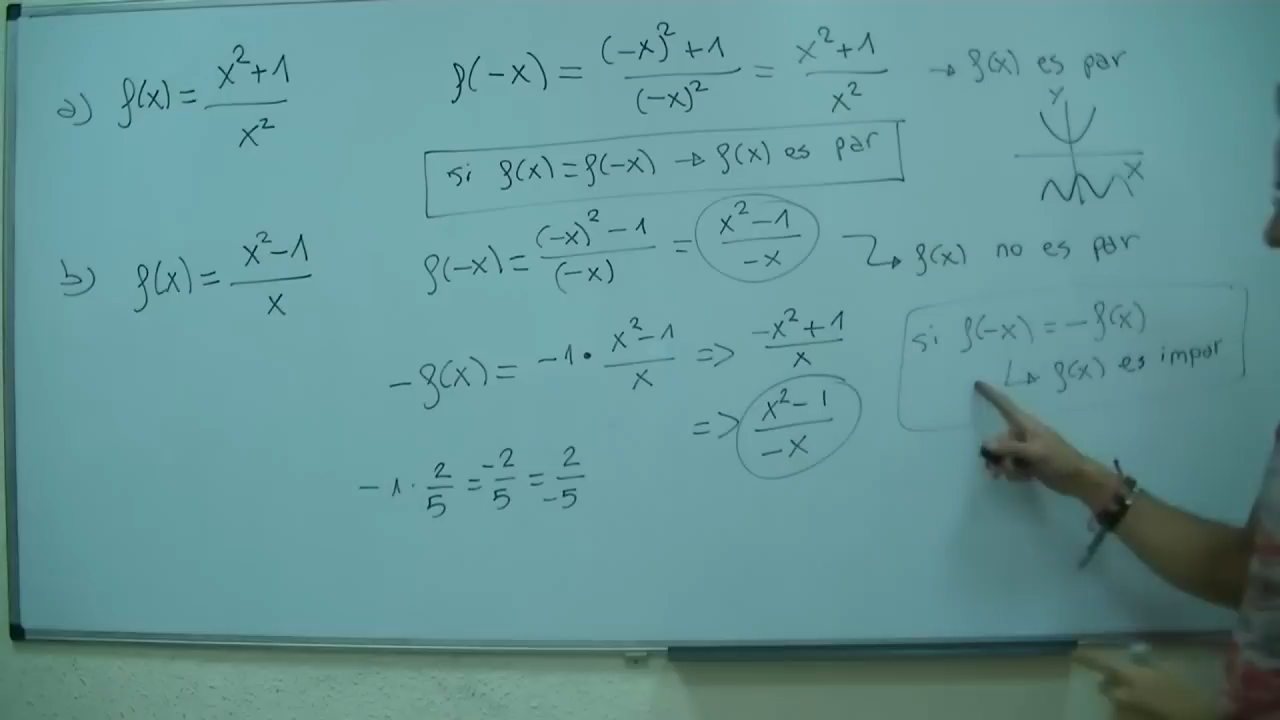 a) f(x) = (x² + 1) / x²
f(-x) = ((-x)² + 1) / (-x)² = (x² + 1) / x² → f(x) es par
Y
X
si f(x) = f(-x) → f(x) es par
b) f(x) = (x² - 1) / x
f(-x) = ((-x)² - 1) / (-x) = (x² - 1) / -x ↳ f(x) no es par
-f(x) = -1 · (x² - 1) / x => (-x² + 1) / x
=> (x² - 1) / -x
si f(-x) = -f(x)
↳ f(x) es impar
-1 · 2/5 = -2/5 = 2/-5